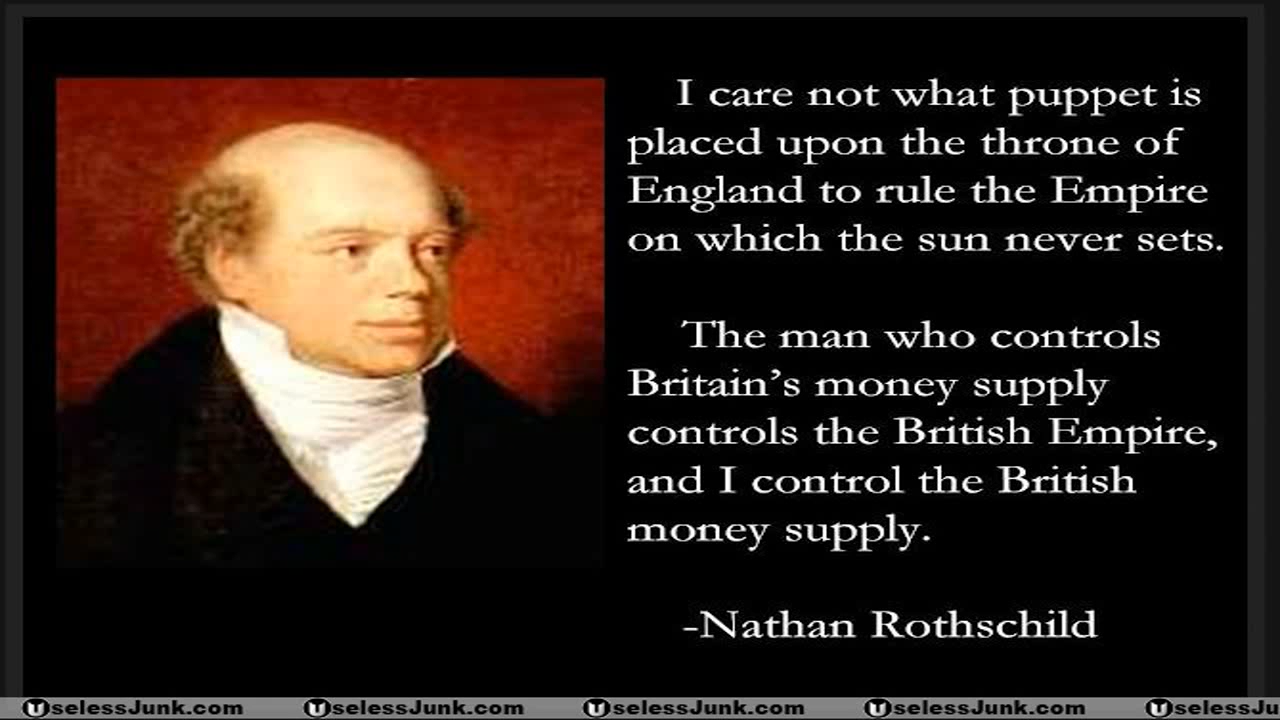 I care not what puppet is
placed upon the throne of
England to rule the Empire
on which the sun never sets.
The man who controls
Britain's money supply
controls the British Empire,
and I control the British
money supply.
-Nathan Rothschild
UselessJunk.com UselessJunk.com UselessJunk.com UselessJunk.com UselessJu